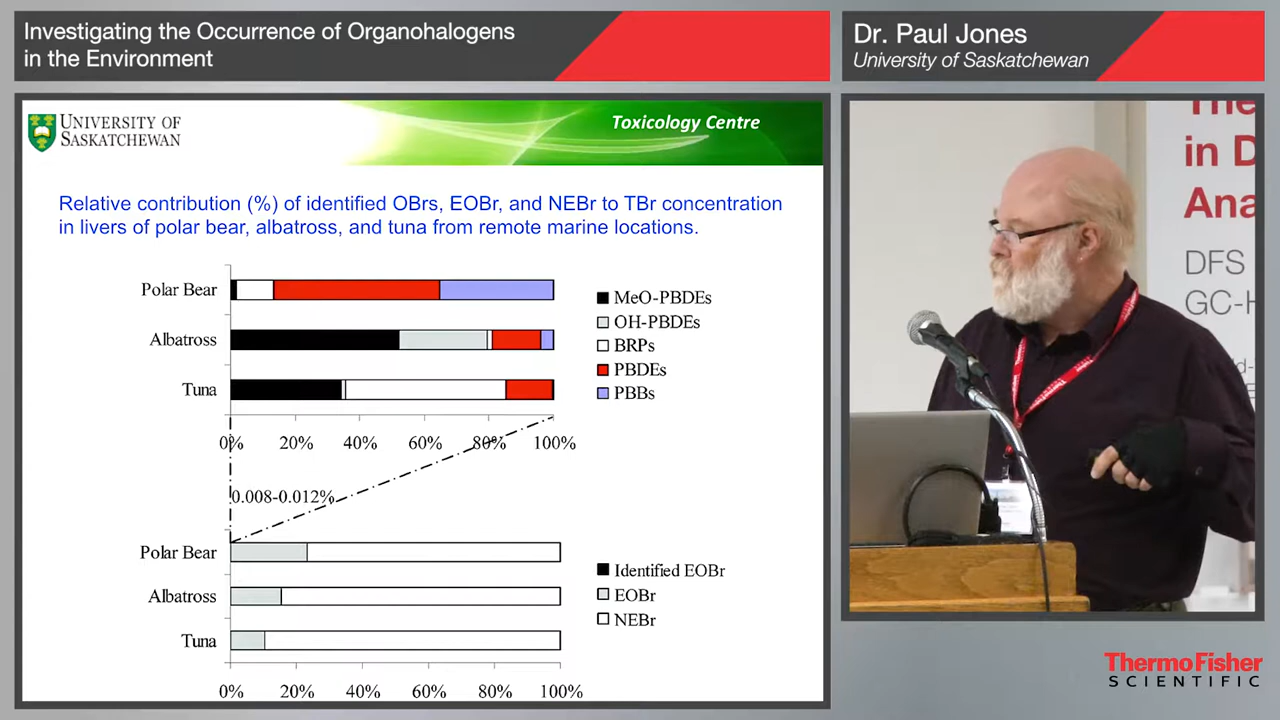 Investigating the Occurrence of Organohalogens
in the Environment
Dr. Paul Jones
University of Saskatchewan
UNIVERSITY OF
SASKATCHEWAN
Toxicology Centre
Relative contribution (%) of identified OBrs, EOBr, and NEBr to TBr concentration
in livers of polar bear, albatross, and tuna from remote marine locations.
Polar Bear
Albatross
Tuna
0% 20% 40% 60% 80% 100%
MeO-PBDEs
OH-PBDEs
BRPs
PBDEs
PBBs
0.008-0.012%
Polar Bear
Albatross
Tuna
0% 20% 40% 60% 80% 100%
Identified EOBr
EOBr
NEBr
in D
Ana
DFS
GC-H
ThermoFisher
SCIENTIFIC